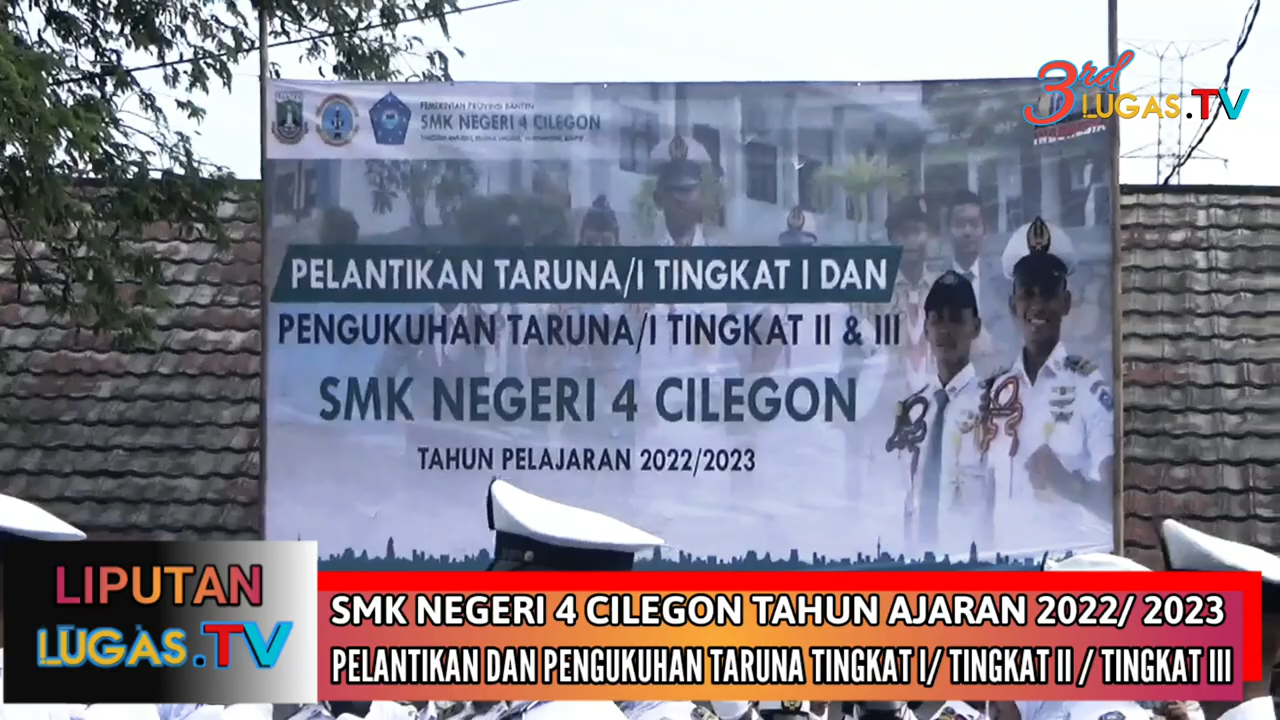 3rd
LUGAS.TV
PEMERINTAH PROVINSI BANTEN
SMK NEGERI 4 CILEGON
PELANTIKAN TARUNA/I TINGKAT I DAN
PENGUKUHAN TARUNA/I TINGKAT II & III
SMK NEGERI 4 CILEGON
TAHUN PELAJARAN 2022/2023
LIPUTAN
LUGAS.TV
SMK NEGERI 4 CILEGON TAHUN AJARAN 2022/ 2023
PELANTIKAN DAN PENGUKUHAN TARUNA TINGKAT I/ TINGKAT II / TINGKAT III